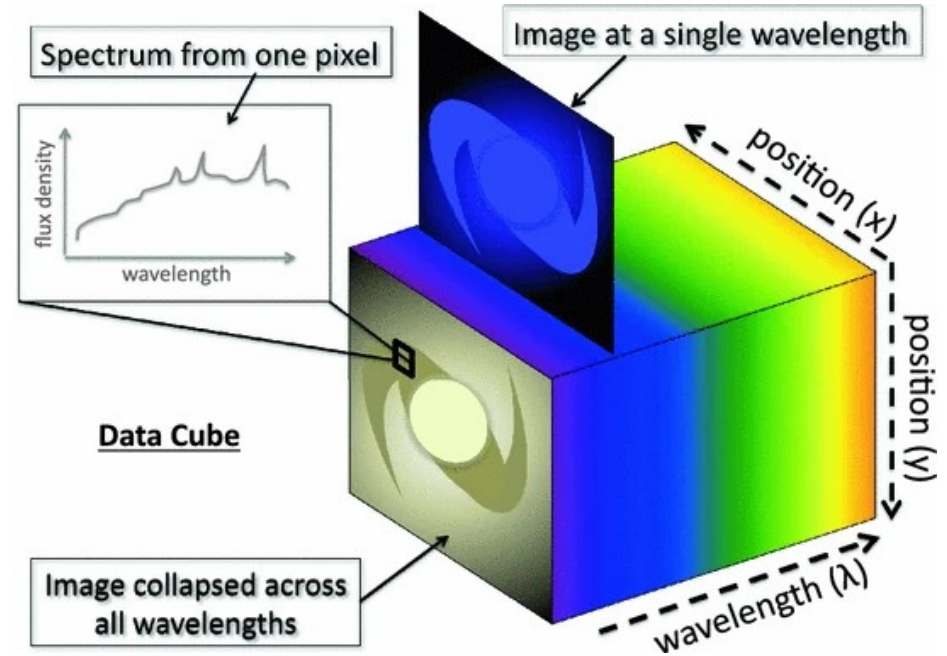 Spectrum from one pixel
Image at a single wavelength
flux density
wavelength
position (x)
position (y)
Data Cube
Image collapsed across
all wavelengths
wavelength (λ)